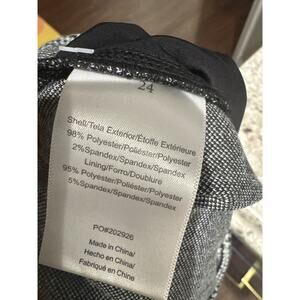 24
Shell/Tela Exterior/Étoffe Extérieure
98% Polyester/Poliéster/Polyester
2%Spandex/Spandex/Spandex
Lining/Forro/Doublure
95% Polyester/Poliéster/Polyester
5%Spandex/Spandex/Spandex
PO#202926
Made in China/
Hecho en China/
Fabriqué en Chine